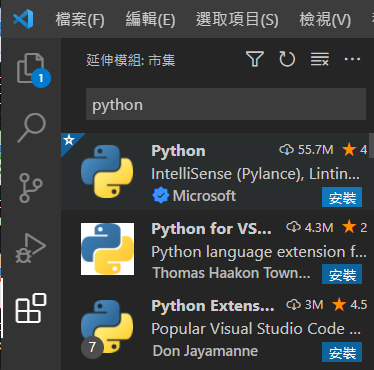 檔案(F) 編輯(E) 選取項目(S) 檢視(V)
延伸模組: 市集
1
python
Python 55.7M 4
IntelliSense (Pylance), Lintin...
Microsoft 安裝
Python for VS... 4.3M 2
Python language extension f...
Thomas Haakon Town... 安裝
Python Exten... 3M 4.5
Popular Visual Studio Code ...
7 Don Jayamanne 安裝